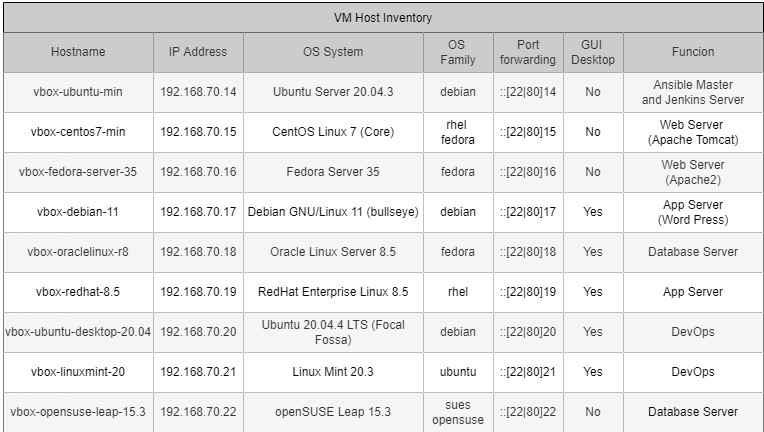 VM Host Inventory
Hostname IP Address OS System OS Family Port forwarding GUI Desktop Funcion
vbox-ubuntu-min 192.168.70.14 Ubuntu Server 20.04.3 debian ::[22|80]14 No Ansible Master and Jenkins Server
vbox-centos7-min 192.168.70.15 CentOS Linux 7 (Core) rhel fedora ::[22|80]15 No Web Server (Apache Tomcat)
vbox-fedora-server-35 192.168.70.16 Fedora Server 35 fedora ::[22|80]16 No Web Server (Apache2)
vbox-debian-11 192.168.70.17 Debian GNU/Linux 11 (bullseye) debian ::[22|80]17 Yes App Server (Word Press)
vbox-oraclelinux-r8 192.168.70.18 Oracle Linux Server 8.5 fedora ::[22|80]18 Yes Database Server
vbox-redhat-8.5 192.168.70.19 RedHat Enterprise Linux 8.5 rhel ::[22|80]19 Yes App Server
vbox-ubuntu-desktop-20.04 192.168.70.20 Ubuntu 20.04.4 LTS (Focal Fossa) debian ::[22|80]20 Yes DevOps
vbox-linuxmint-20 192.168.70.21 Linux Mint 20.3 ubuntu ::[22|80]21 Yes DevOps
vbox-opensuse-leap-15.3 192.168.70.22 openSUSE Leap 15.3 sues opensuse ::[22|80]22 No Database Server